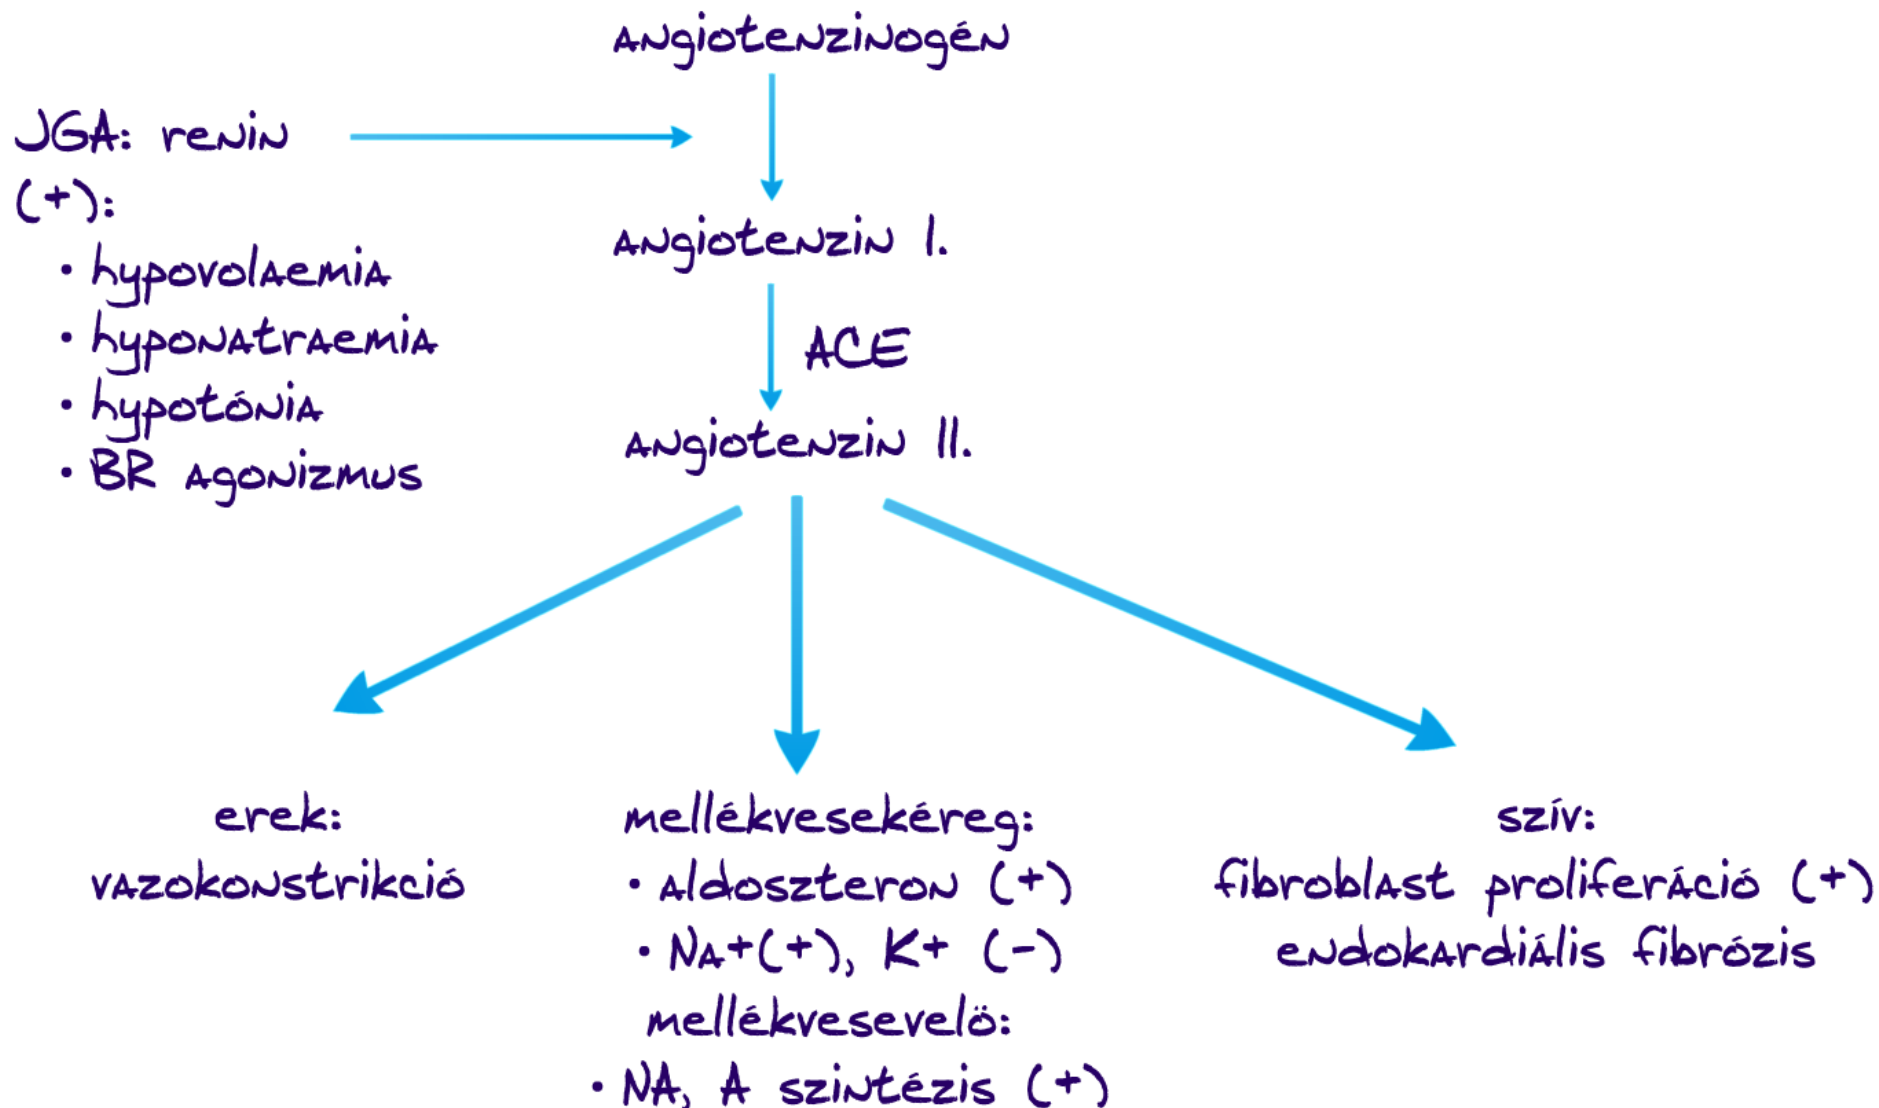 angiotenzinogén
JGA: renin
(+):
• hypovolaemia
• hyponatraemia
• hypotónia
• BR agonizmus
angiotenzin I.
ACE
angiotenzin II.
erek:
vazokonstrikció
mellékvesekéreg:
• aldoszteron (+)
• Na+(+), K+ (-)
mellékvesevelö:
• NA, A szintézis (+)
szív:
fibroblast proliferáció (+)
endokardiális fibrózis